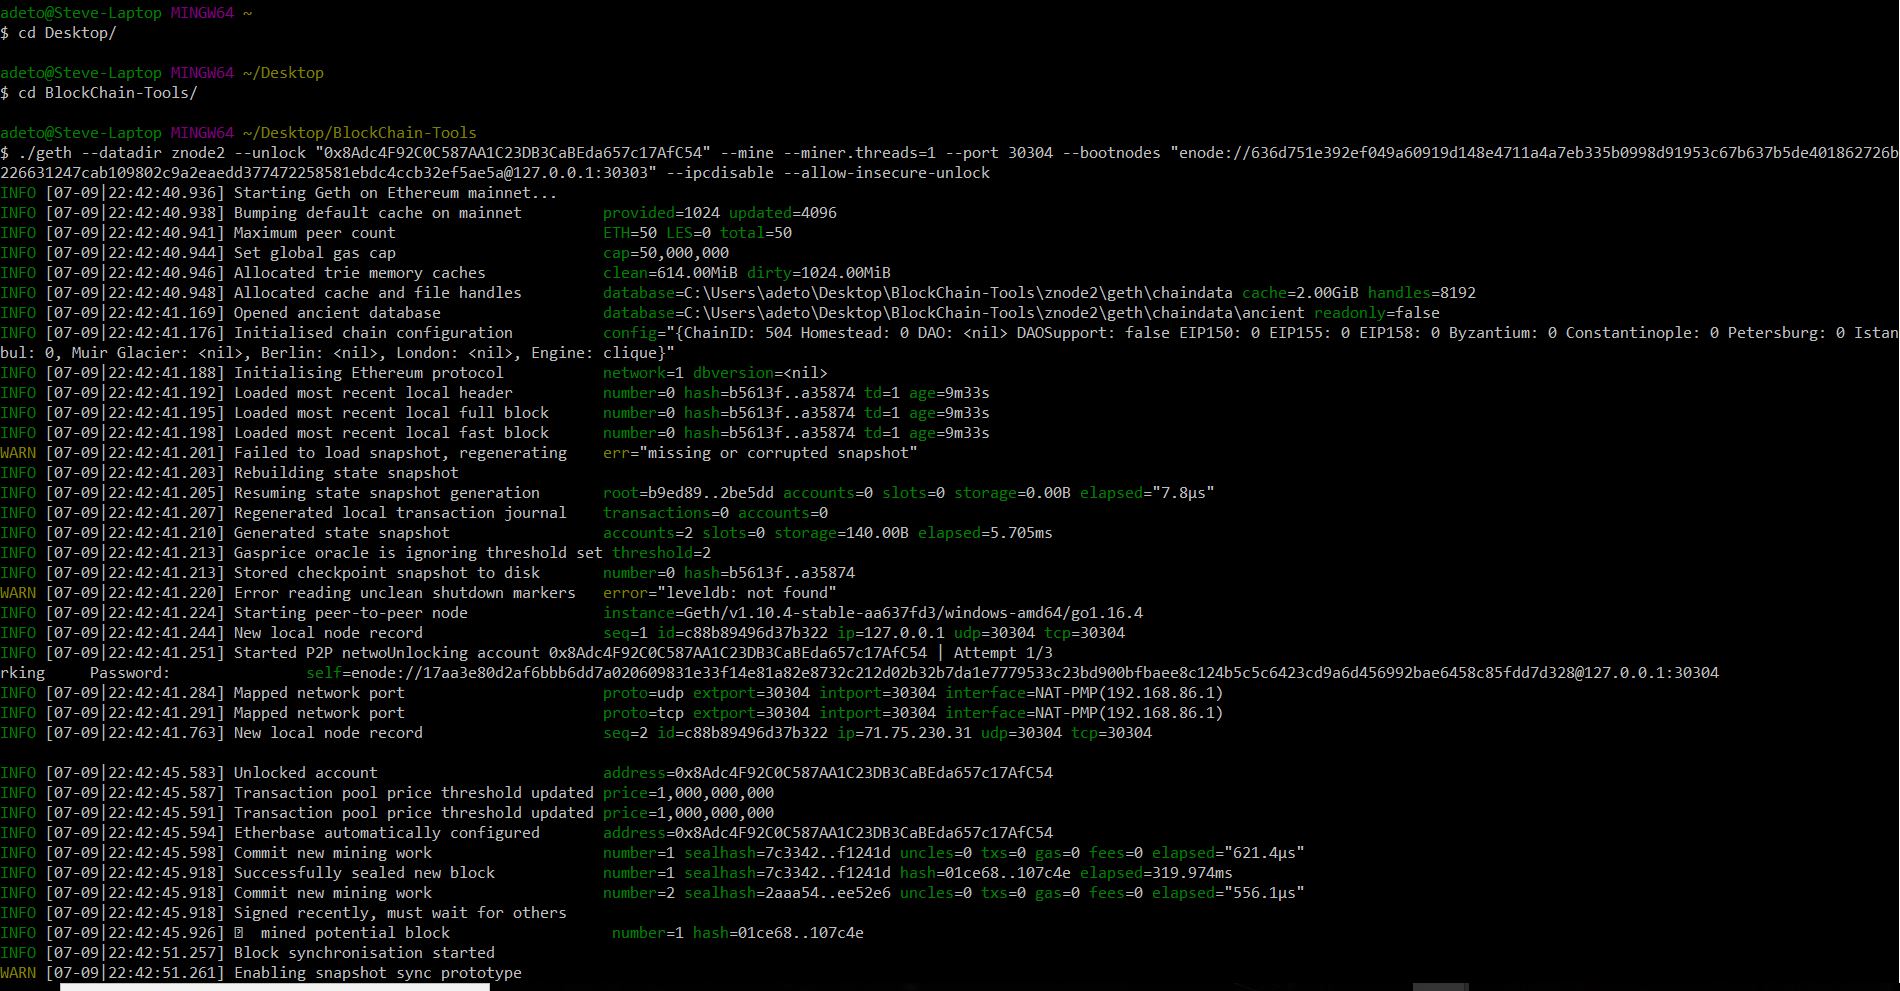 adeto@Steve-Laptop MINGW64 ~
$ cd Desktop/
adeto@Steve-Laptop MINGW64 ~/Desktop
$ cd BlockChain-Tools/
adeto@Steve-Laptop MINGW64 ~/Desktop/BlockChain-Tools
$ ./geth --datadir znode2 --unlock "0x8Adc4F92C0C587AA1C23DB3CaBEda657c17AfC54" --mine --miner.threads=1 --port 30304 --bootnodes "enode://636d751e392ef049a60919d148e4711a4a7eb335b0998d91953c67b637b5de401862726b
226631247cab109802c9a2eaedd377472258581ebdc4ccb32ef5ae5a@127.0.0.1:30303" --ipcdisable --allow-insecure-unlock
INFO [07-09|22:42:40.936] Starting Geth on Ethereum mainnet...
INFO [07-09|22:42:40.938] Bumping default cache on mainnet         provided=1024 updated=4096
INFO [07-09|22:42:40.941] Maximum peer count                       ETH=50 LES=0 total=50
INFO [07-09|22:42:40.944] Set global gas cap                       cap=50,000,000
INFO [07-09|22:42:40.946] Allocated trie memory caches             clean=614.00MiB dirty=1024.00MiB
INFO [07-09|22:42:40.948] Allocated cache and file handles         database=C:\Users\adeto\Desktop\BlockChain-Tools\znode2\geth\chaindata cache=2.00GiB handles=8192
INFO [07-09|22:42:41.169] Opened ancient database                  database=C:\Users\adeto\Desktop\BlockChain-Tools\znode2\geth\chaindata\ancient readonly=false
INFO [07-09|22:42:41.176] Initialised chain configuration          config="{ChainID: 504 Homestead: 0 DAO: <nil> DAOSupport: false EIP150: 0 EIP155: 0 EIP158: 0 Byzantium: 0 Constantinople: 0 Petersburg: 0 Istan
bul: 0, Muir Glacier: <nil>, Berlin: <nil>, London: <nil>, Engine: clique}"
INFO [07-09|22:42:41.188] Initialising Ethereum protocol           network=1 dbversion=<nil>
INFO [07-09|22:42:41.192] Loaded most recent local header          number=0 hash=b5613f..a35874 td=1 age=9m33s
INFO [07-09|22:42:41.195] Loaded most recent local full block      number=0 hash=b5613f..a35874 td=1 age=9m33s
INFO [07-09|22:42:41.198] Loaded most recent local fast block      number=0 hash=b5613f..a35874 td=1 age=9m33s
WARN [07-09|22:42:41.201] Failed to load snapshot, regenerating    err="missing or corrupted snapshot"
INFO [07-09|22:42:41.203] Rebuilding state snapshot
INFO [07-09|22:42:41.205] Resuming state snapshot generation       root=b9ed89..2be5dd accounts=0 slots=0 storage=0.00B elapsed="7.8µs"
INFO [07-09|22:42:41.207] Regenerated local transaction journal    transactions=0 accounts=0
INFO [07-09|22:42:41.210] Generated state snapshot                 accounts=2 slots=0 storage=140.00B elapsed=5.705ms
INFO [07-09|22:42:41.213] Gasprice oracle is ignoring threshold set threshold=2
INFO [07-09|22:42:41.213] Stored checkpoint snapshot to disk       number=0 hash=b5613f..a35874
WARN [07-09|22:42:41.220] Error reading unclean shutdown markers   error="leveldb: not found"
INFO [07-09|22:42:41.224] Starting peer-to-peer node               instance=Geth/v1.10.4-stable-aa637fd3/windows-amd64/go1.16.4
INFO [07-09|22:42:41.244] New local node record                    seq=1 id=c88b89496d37b322 ip=127.0.0.1 udp=30304 tcp=30304
INFO [07-09|22:42:41.251] Started P2P netwoUnlocking account 0x8Adc4F92C0C587AA1C23DB3CaBEda657c17AfC54 | Attempt 1/3
rking     Password:               self=enode://17aa3e80d2af6bbb6dd7a020609831e33f14e81a82e8732c212d02b32b7da1e7779533c23bd900bfbaee8c124b5c5c6423cd9a6d456992bae6458c85fdd7d328@127.0.0.1:30304
INFO [07-09|22:42:41.284] Mapped network port                      proto=udp extport=30304 intport=30304 interface=NAT-PMP(192.168.86.1)
INFO [07-09|22:42:41.291] Mapped network port                      proto=tcp extport=30304 intport=30304 interface=NAT-PMP(192.168.86.1)
INFO [07-09|22:42:41.763] New local node record                    seq=2 id=c88b89496d37b322 ip=71.75.230.31 udp=30304 tcp=30304
INFO [07-09|22:42:45.583] Unlocked account                         address=0x8Adc4F92C0C587AA1C23DB3CaBEda657c17AfC54
INFO [07-09|22:42:45.587] Transaction pool price threshold updated price=1,000,000,000
INFO [07-09|22:42:45.591] Transaction pool price threshold updated price=1,000,000,000
INFO [07-09|22:42:45.594] Etherbase automatically configured       address=0x8Adc4F92C0C587AA1C23DB3CaBEda657c17AfC54
INFO [07-09|22:42:45.598] Commit new mining work                   number=1 sealhash=7c3342..f1241d uncles=0 txs=0 gas=0 fees=0 elapsed="621.4µs"
INFO [07-09|22:42:45.918] Successfully sealed new block            number=1 sealhash=7c3342..f1241d hash=01ce68..107c4e elapsed=319.974ms
INFO [07-09|22:42:45.918] Commit new mining work                   number=2 sealhash=2aaa54..ee52e6 uncles=0 txs=0 gas=0 fees=0 elapsed="556.1µs"
INFO [07-09|22:42:45.918] Signed recently, must wait for others
INFO [07-09|22:42:45.926] mined potential block                  number=1 hash=01ce68..107c4e
INFO [07-09|22:42:51.257] Block synchronisation started
WARN [07-09|22:42:51.261] Enabling snapshot sync prototype